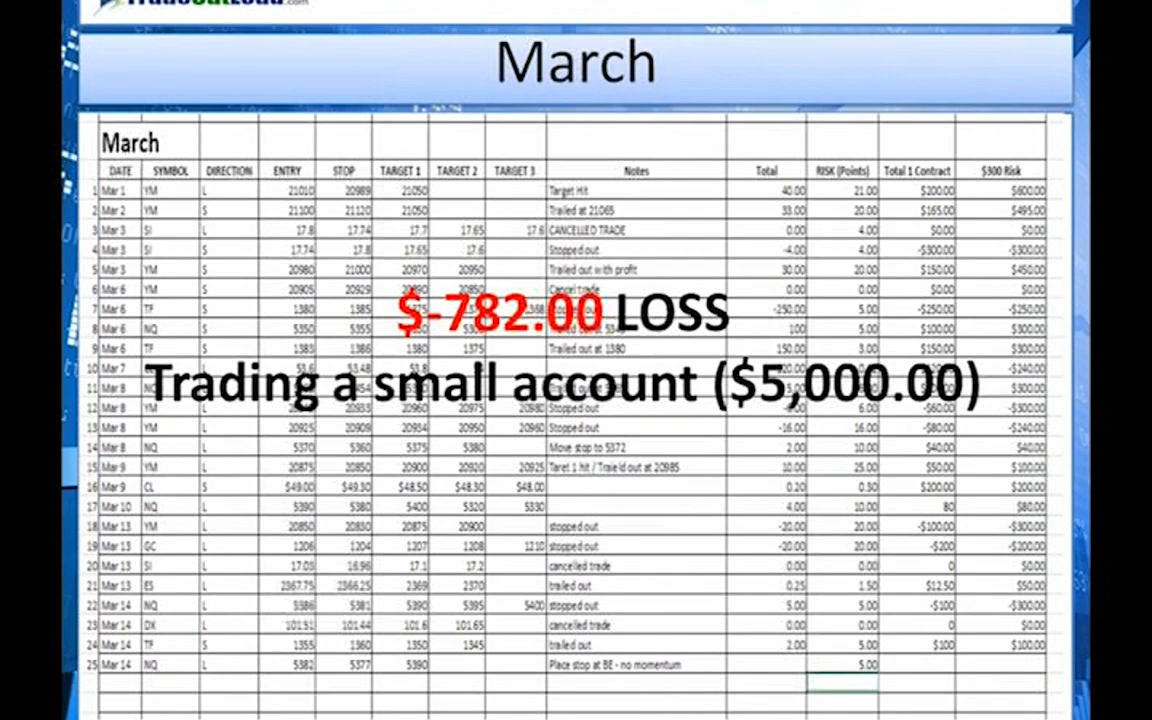 March
March
DATE SYMBOL DIRECTION ENTRY STOP TARGET 1 TARGET 2 TARGET 3 Notes Total RISK (Points) Total 1 Contract $300 Risk
1 Mar 1 YM L 21010 20989 21050 Target Hit 40.00 21.00 $200.00 $600.00
2 Mar 2 YM S 21100 21120 21050 Trailed at 21065 33.00 20.00 $165.00 $495.00
3 Mar 3 SI L 17.8 17.74 17.7 17.65 17.6 CANCELLED TRADE 0.00 4.00 $0.00 $0.00
4 Mar 3 SI S 17.74 17.8 17.65 17.6 Stopped out -4.00 4.00 -$300.00 -$300.00
5 Mar 3 YM S 20980 21000 20970 20950 Trailed out with profit 30.00 20.00 $150.00 $450.00
6 Mar 6 YM S 20905 20929 20850 Cancel trade 0.00 0.00 $0.00 $0.00
7 Mar 6 TF S 1380 1385 -250.00 5.00 -$250.00 -$250.00
$-782.00 LOSS
8 Mar 6 NQ S 5350 5355 100 5.00 $100.00 $300.00
9 Mar 6 TF S 1383 1386 1380 1375 Trailed out at 1380 150.00 3.00 $150.00 $300.00
10 Mar 7 -$240.00
Trading a small account ($5,000.00)
11 Mar 8 $300.00
12 Mar 8 YM L 20933 20960 20975 20980 Stopped out 6.00 -$60.00 -$300.00
13 Mar 8 YM L 20925 20909 20934 20950 20960 Stopped out -16.00 16.00 -$80.00 -$240.00
14 Mar 8 NQ L 5370 5360 5375 5380 Move stop to 5372 2.00 10.00 $40.00 $40.00
15 Mar 9 YM L 20875 20850 20900 20920 20925 Taret 1 hit / Traield out at 20985 10.00 25.00 $50.00 $100.00
16 Mar 9 CL S $49.00 $49.30 $48.50 $48.30 $48.00 0.20 0.30 $200.00 $200.00
17 Mar 10 NQ L 5390 5380 5400 5320 5330 4.00 10.00 80 $80.00
18 Mar 13 YM L 20850 20830 20875 20900 stopped out -20.00 20.00 -$100.00 -$300.00
19 Mar 13 GC L 1206 1204 1207 1208 1210 stopped out -20.00 20.00 -$200 -$200.00
20 Mar 13 SI L 17.03 16.96 17.1 17.2 cancelled trade 0.00 0.00 0 $0.00
21 Mar 13 ES L 2367.75 2366.25 2369 2370 trailed out 0.25 1.50 $12.50 $50.00
22 Mar 14 NQ L 5386 5381 5390 5395 5400 stopped out 5.00 5.00 -$100 -$300.00
23 Mar 14 DX L 101.51 101.44 101.6 101.65 cancelled trade 0.00 0.00 0 $0.00
24 Mar 14 TF S 1355 1360 1350 1345 trailed out 2.00 5.00 $100 $100.00
25 Mar 14 NQ L 5382 5377 5390 Place stop at BE - no momentum 5.00